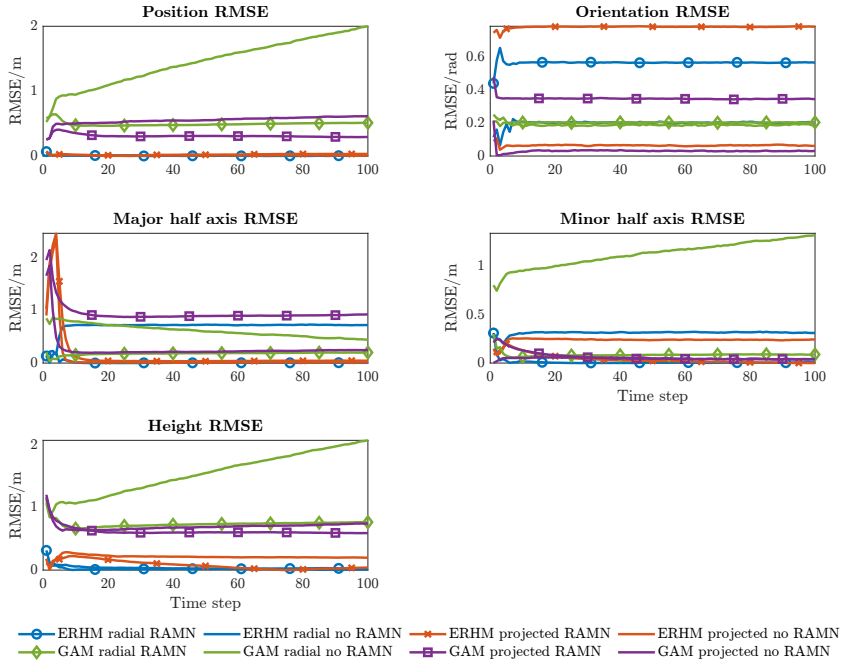 Position RMSE
Orientation RMSE
RMSE/m
2
1
0
0 20 40 60 80 100
RMSE/rad
0.6
0.4
0.2
0
0 20 40 60 80 100
Major half axis RMSE
Minor half axis RMSE
RMSE/m
2
1
0
0 20 40 60 80 100
RMSE/m
1
0.5
0
0 20 40 60 80 100
Time step
Height RMSE
RMSE/m
2
1
0
0 20 40 60 80 100
Time step
ERHM radial RAMN ERHM radial no RAMN ERHM projected RAMN ERHM projected no RAMN
GAM radial RAMN GAM radial no RAMN GAM projected RAMN GAM projected no RAMN